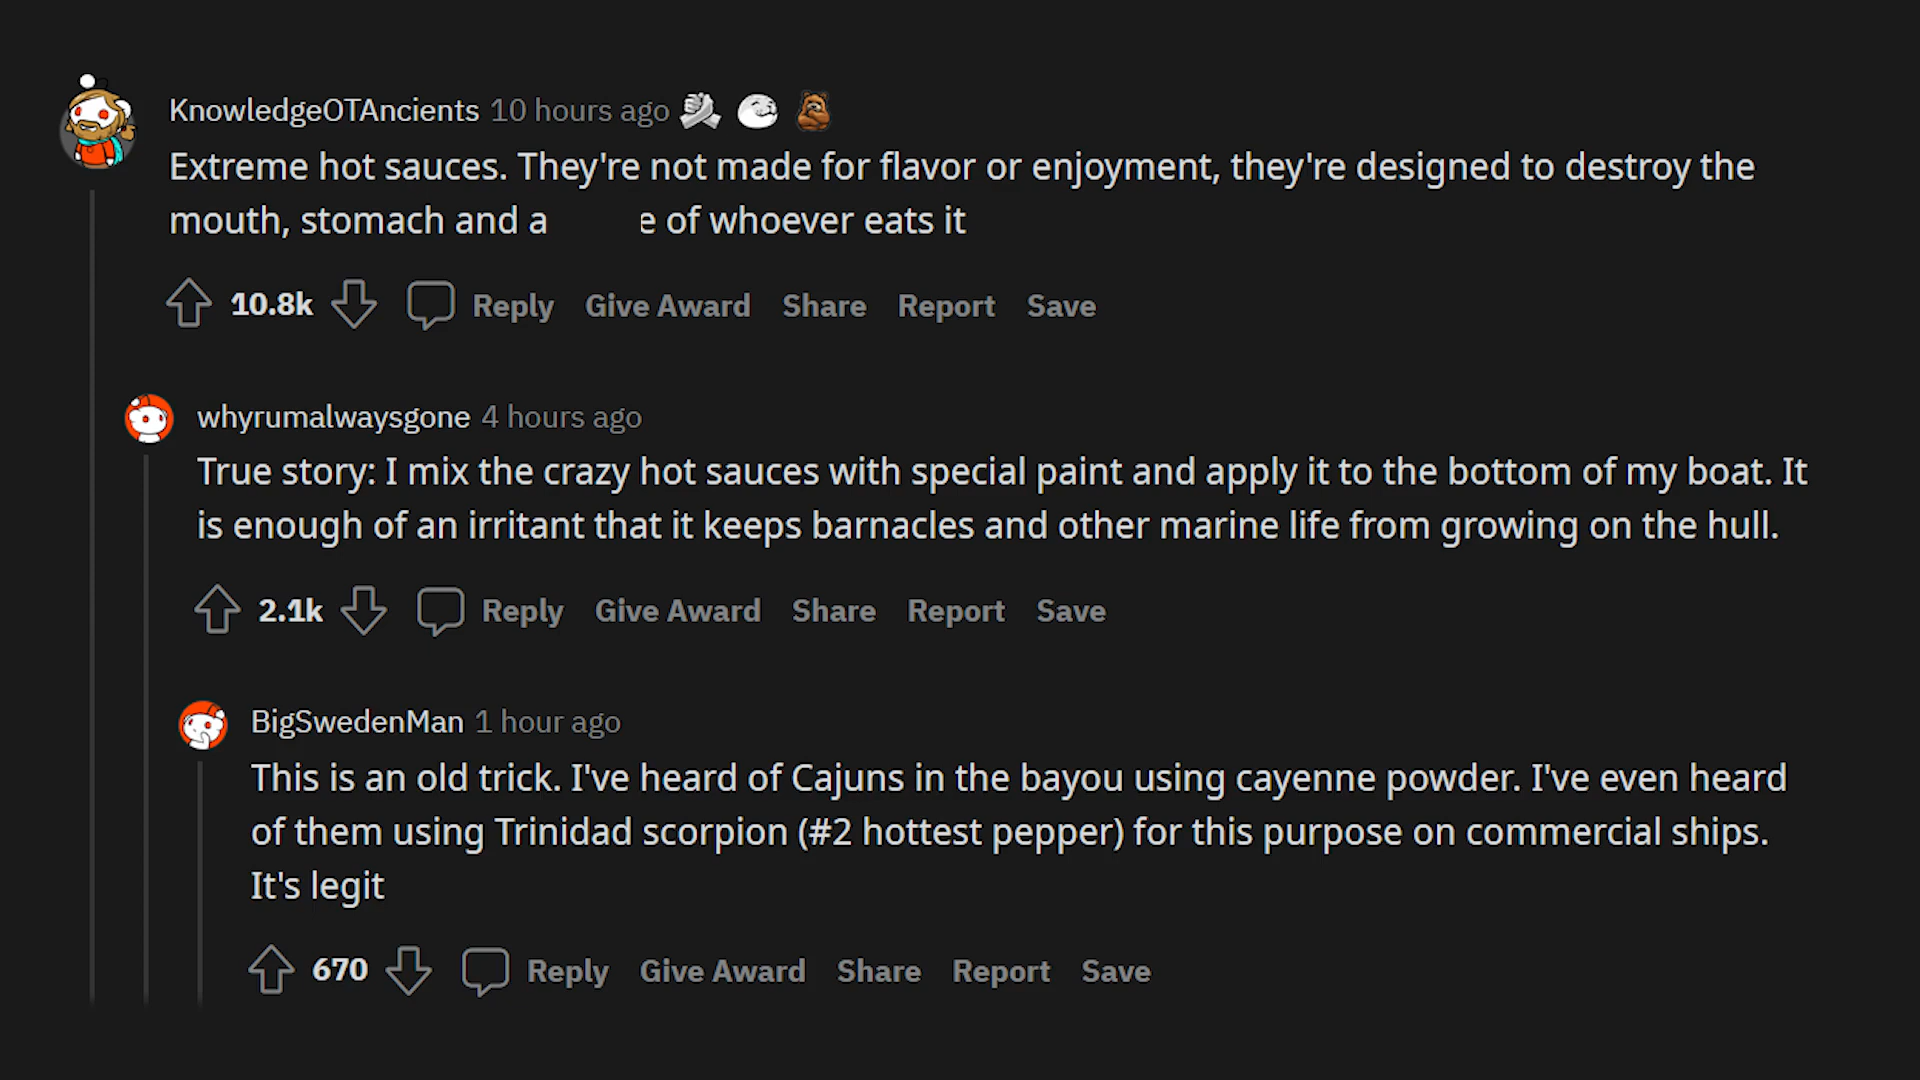 KnowledgeOTAncients 10 hours ago
Extreme hot sauces. They're not made for flavor or enjoyment, they're designed to destroy the
mouth, stomach and a e of whoever eats it
10.8k Reply Give Award Share Report Save
whyrumalwaysgone 4 hours ago
True story: I mix the crazy hot sauces with special paint and apply it to the bottom of my boat. It
is enough of an irritant that it keeps barnacles and other marine life from growing on the hull.
2.1k Reply Give Award Share Report Save
BigSwedenMan 1 hour ago
This is an old trick. I've heard of Cajuns in the bayou using cayenne powder. I've even heard
of them using Trinidad scorpion (#2 hottest pepper) for this purpose on commercial ships.
It's legit
670 Reply Give Award Share Report Save